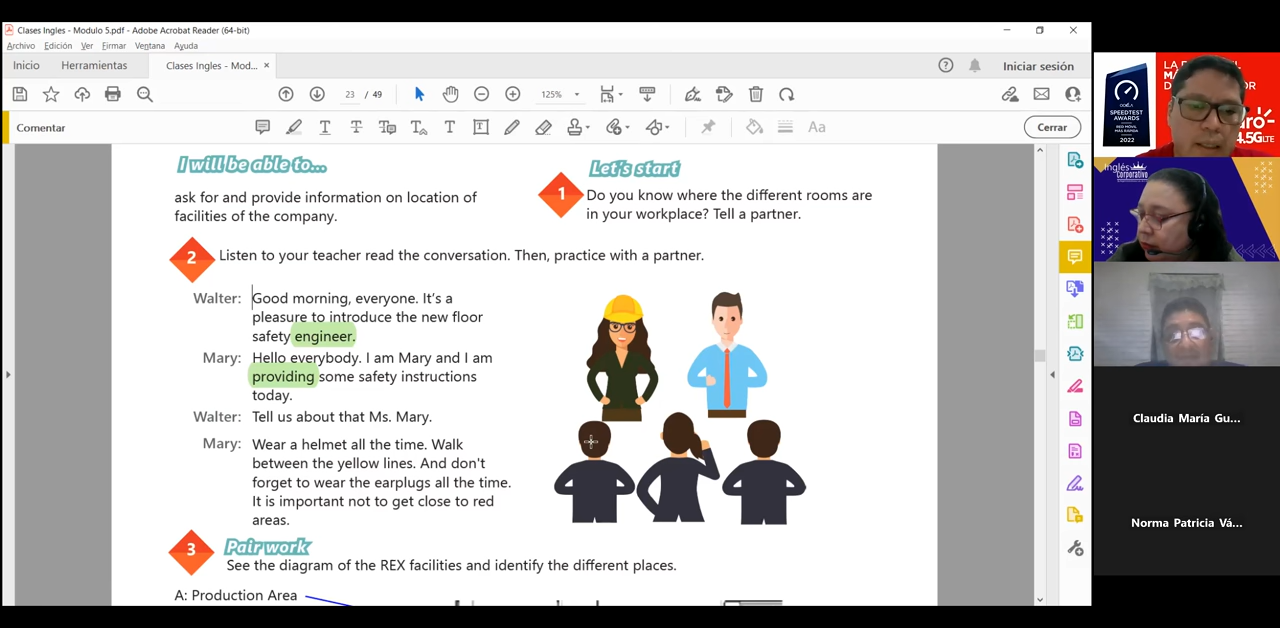 Clases Ingles - Modulo 5.pdf - Adobe Acrobat Reader (64-bit)
Archivo Edición Ver Firmar Ventana Ayuda
Inicio Herramientas Clases Ingles - Mod... × Iniciar sesión
23 / 49 125%
Comentar Aa Cerrar
I will be able to...
ask for and provide information on location of
facilities of the company.
Let's start
1 Do you know where the different rooms are
in your workplace? Tell a partner.
2 Listen to your teacher read the conversation. Then, practice with a partner.
Walter: Good morning, everyone. It's a
pleasure to introduce the new floor
safety engineer.
Mary: Hello everybody. I am Mary and I am
providing some safety instructions
today.
Walter: Tell us about that Ms. Mary.
Mary: Wear a helmet all the time. Walk
between the yellow lines. And don't
forget to wear the earplugs all the time.
It is important not to get close to red
areas.
3 Pair work
See the diagram of the REX facilities and identify the different places.
A: Production Area
SPEEDTEST
AWARDS
2022
4.5G LTE
Inglés
Corporativo
Claudia María Gu...
Norma Patricia Vá...